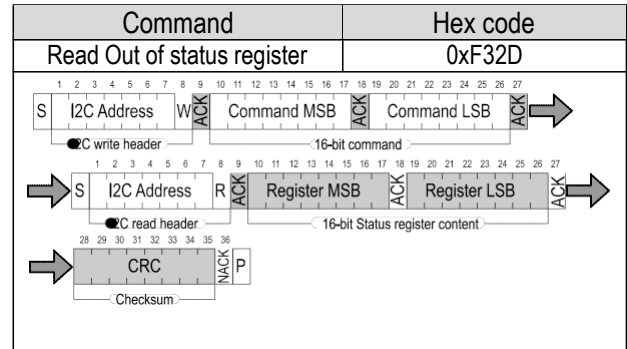 Command Hex code
Read Out of status register 0xF32D
1 2 3 4 5 6 7 8 9 10 11 12 13 14 15 16 17 18 19 20 21 22 23 24 25 26 27
S I2C Address W ACK Command MSB ACK Command LSB ACK
2C write header 16-bit command
1 2 3 4 5 6 7 8 9 10 11 12 13 14 15 16 17 18 19 20 21 22 23 24 25 26 27
S I2C Address R ACK Register MSB ACK Register LSB ACK
2C read header 16-bit Status register content
28 29 30 31 32 33 34 35 36
CRC NACK P
Checksum